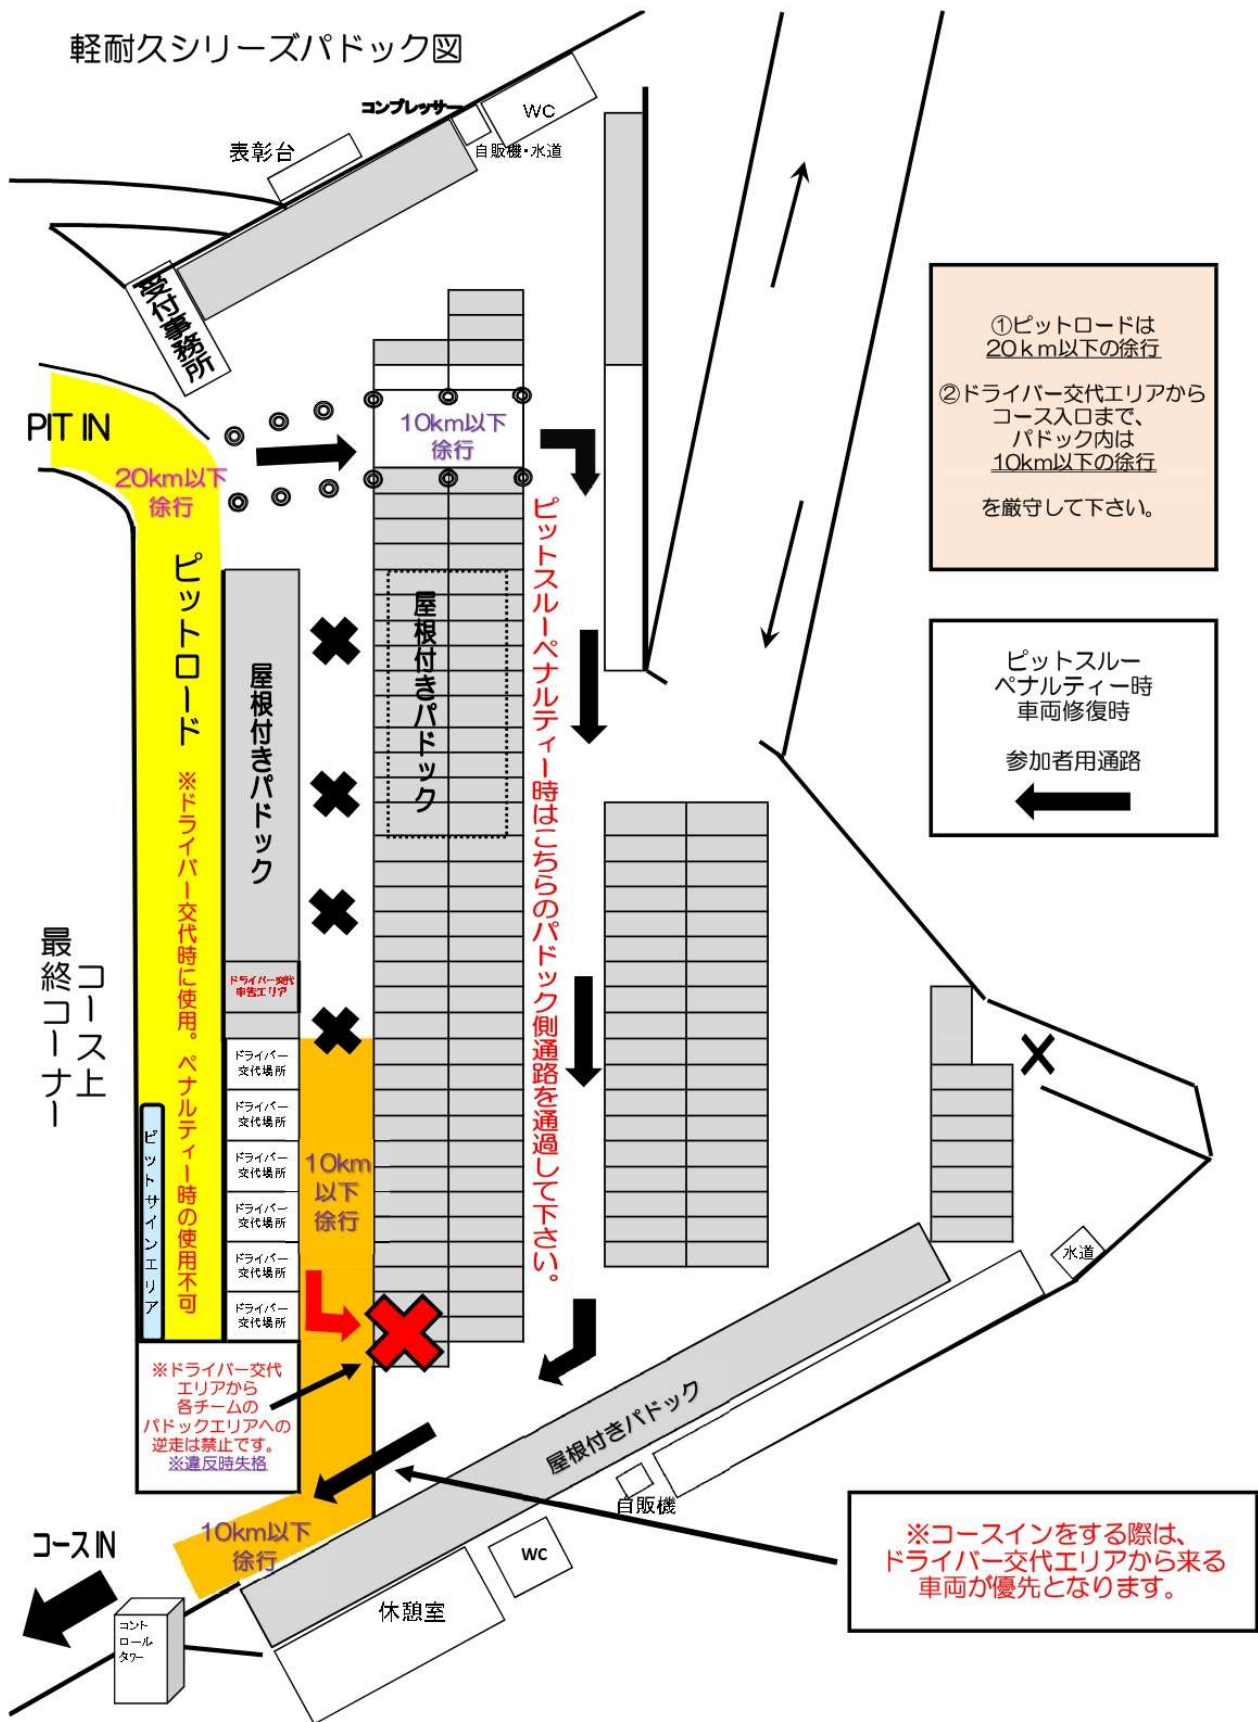 軽耐久シリーズパドック図
コンプレッサー
WC
自販機・水道
表彰台
受付事務所
PIT IN
20km以下
徐行
10km以下
徐行
①ピットロードは
20km以下の徐行
②ドライバー交代エリアから
コース入口まで、
パドック内は
10km以下の徐行
を厳守して下さい。
ピットスルー
ペナルティー時
車両修復時
参加者用通路
ピットロード
※ドライバー交代時に使用。ペナルティー時の使用不可
屋根付きパドック
屋根付きパドック
ピットスルーペナルティー時はこちらのパドック側通路を通過して下さい。
コース上
最終コーナー
ドライバー交代
申告エリア
ドライバー
交代場所
ドライバー
交代場所
ドライバー
交代場所
ドライバー
交代場所
ドライバー
交代場所
ドライバー
交代場所
ピットサインエリア
10km
以下
徐行
水道
※ドライバー交代
エリアから
各チームの
パドックエリアへの
逆走は禁止です。
※違反時失格
屋根付きパドック
自販機
WC
休憩室
10km以下
徐行
コースIN
コント
ロール
タワー
※コースインをする際は、
ドライバー交代エリアから来る
車両が優先となります。